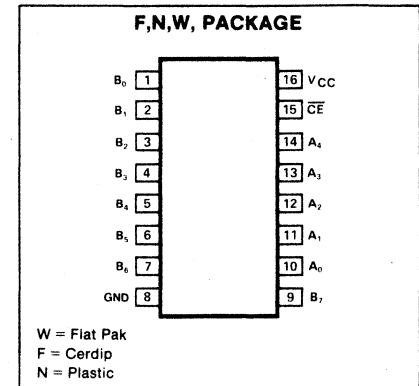 F,N,W, PACKAGE
B₀ 1 16 VCC
B₁ 2 15 C̅E̅
B₂ 3 14 A₄
B₃ 4 13 A₃
B₄ 5 12 A₂
B₅ 6 11 A₁
B₆ 7 10 A₀
GND 8 9 B₇
W = Flat Pak
F = Cerdip
N = Plastic